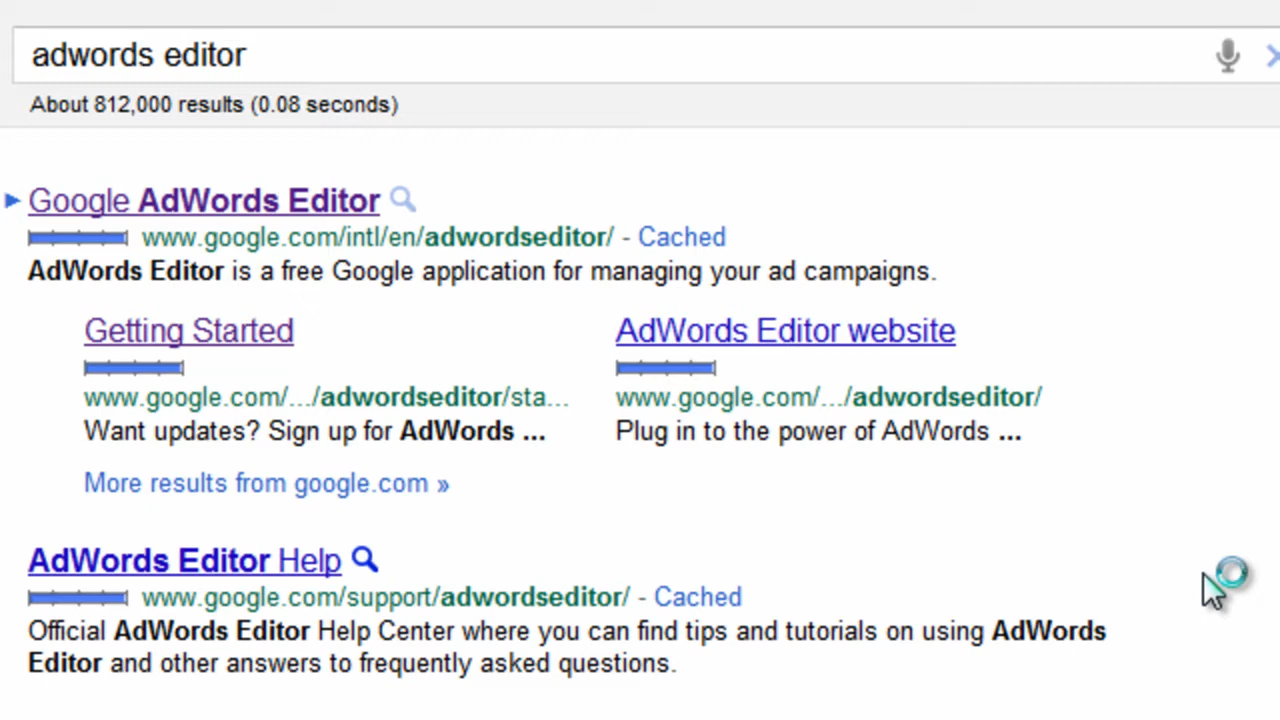 adwords editor
About 812,000 results (0.08 seconds)
Google AdWords Editor
www.google.com/intl/en/adwordseditor/ - Cached
AdWords Editor is a free Google application for managing your ad campaigns.
Getting Started
www.google.com/.../adwordseditor/sta...
Want updates? Sign up for AdWords ...
AdWords Editor website
www.google.com/.../adwordseditor/
Plug in to the power of AdWords ...
More results from google.com »
AdWords Editor Help
www.google.com/support/adwordseditor/ - Cached
Official AdWords Editor Help Center where you can find tips and tutorials on using AdWords
Editor and other answers to frequently asked questions.